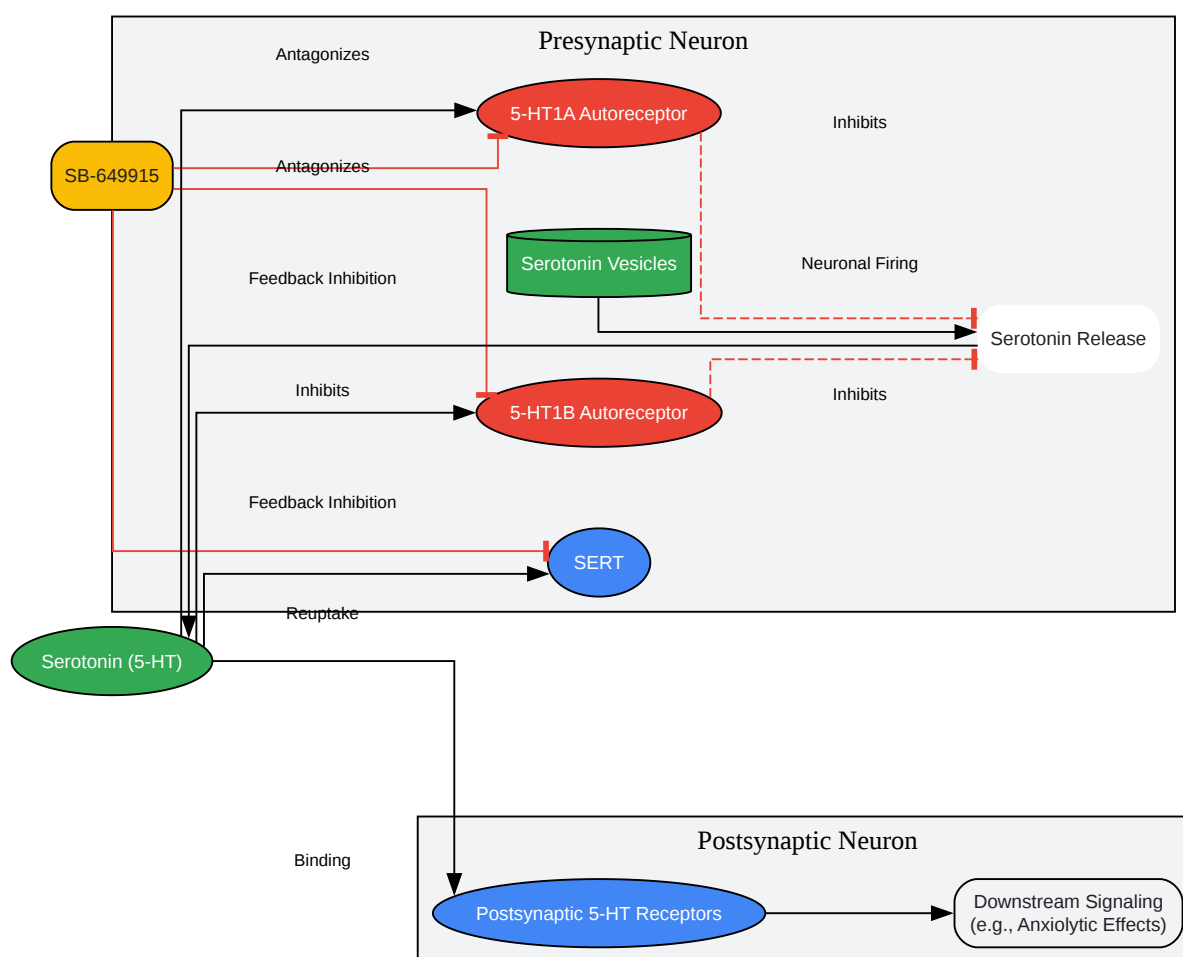 Presynaptic Neuron
Antagonizes
5-HT1A Autoreceptor
Inhibits
SB-649915
Antagonizes
Serotonin Vesicles
Neuronal Firing
Feedback Inhibition
Serotonin Release
Inhibits
5-HT1B Autoreceptor
Inhibits
Feedback Inhibition
SERT
Reuptake
Serotonin (5-HT)
Postsynaptic Neuron
Binding
Postsynaptic 5-HT Receptors
Downstream Signaling
(e.g., Anxiolytic Effects)